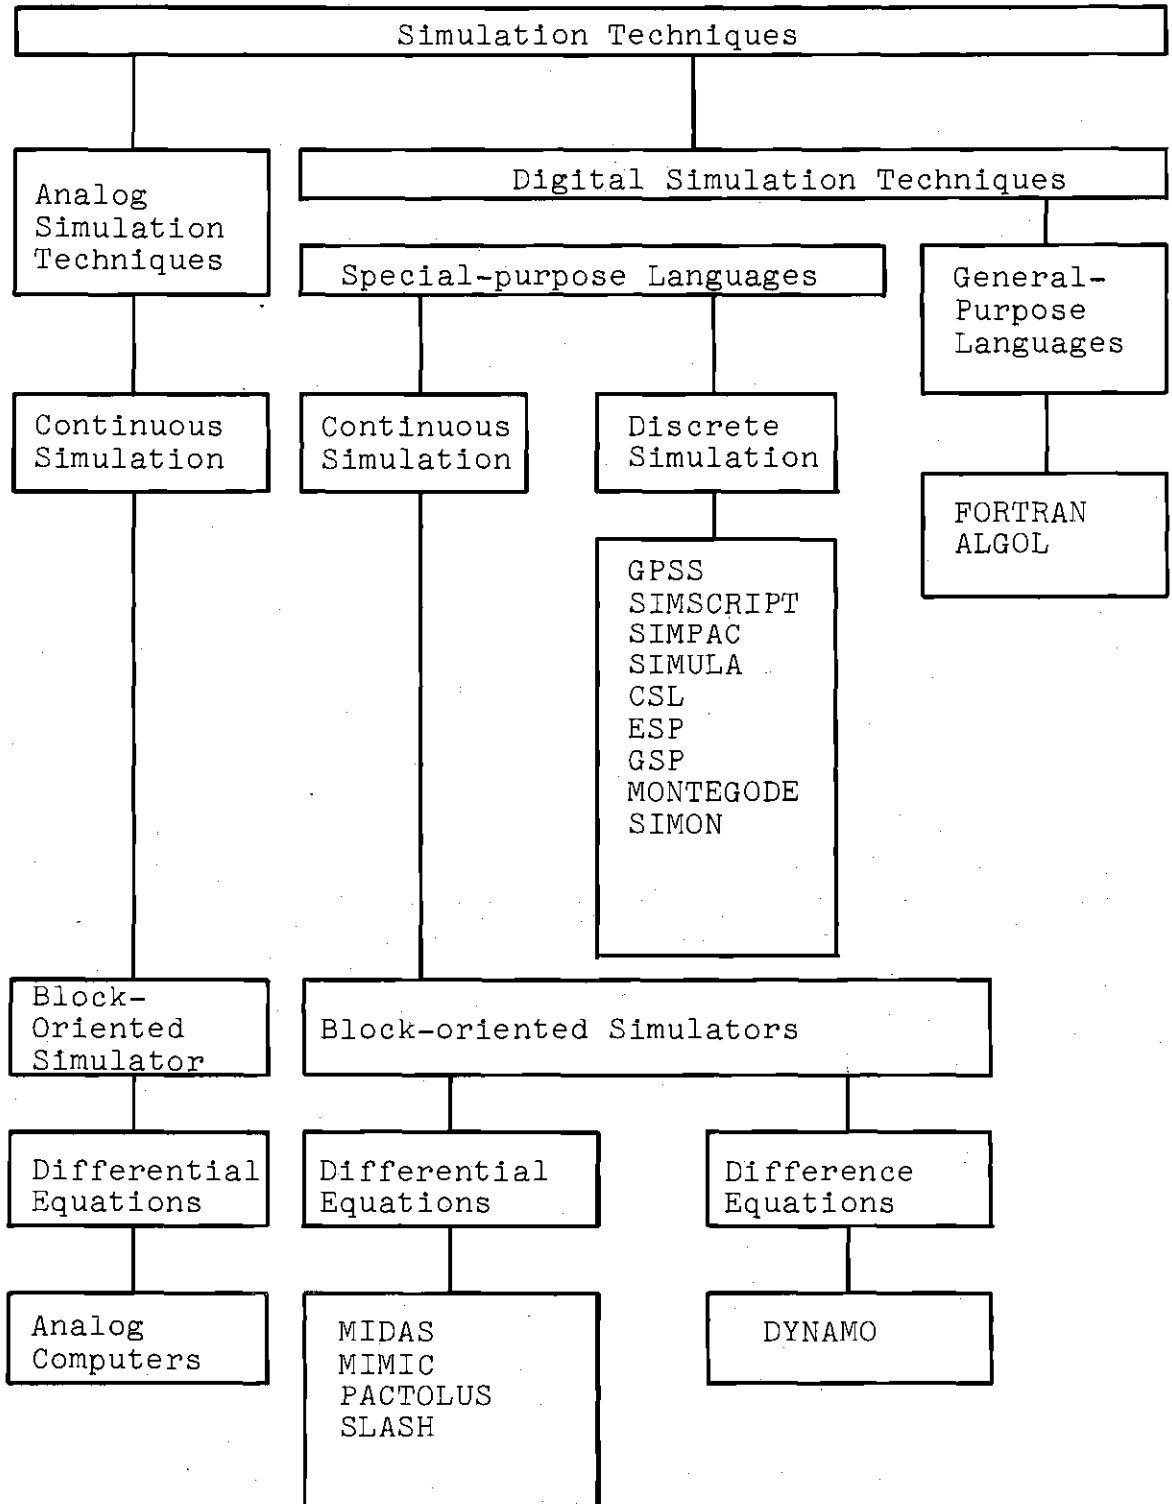 Simulation Techniques
Analog
Simulation
Techniques
Digital Simulation Techniques
Special-purpose Languages
General-
Purpose
Languages
Continuous
Simulation
Continuous
Simulation
Discrete
Simulation
FORTRAN
ALGOL
GPSS
SIMSCRIPT
SIMPAC
SIMULA
CSL
ESP
GSP
MONTEGODE
SIMON
Block-
Oriented
Simulator
Block-oriented Simulators
Differential
Equations
Differential
Equations
Difference
Equations
Analog
Computers
MIDAS
MIMIC
PACTOLUS
SLASH
DYNAMO